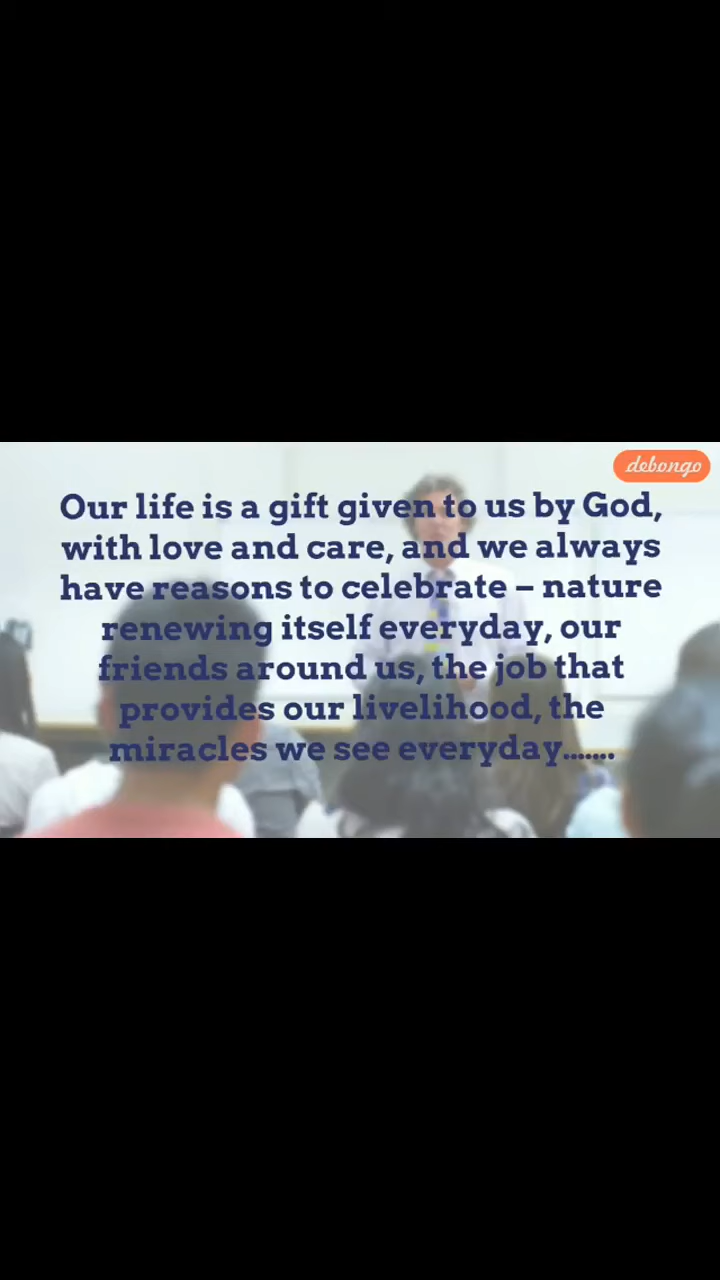 debongo
Our life is a gift given to us by God,
with love and care, and we always
have reasons to celebrate – nature
renewing itself everyday, our
friends around us, the job that
provides our livelihood, the
miracles we see everyday.......